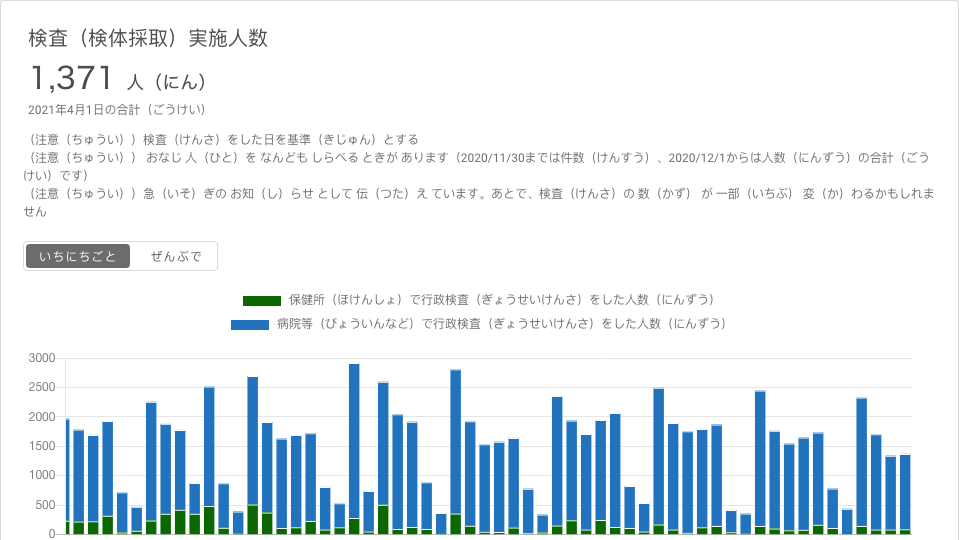 検査（検体採取）実施人数
1,371 人（にん）
2021年4月1日の合計（ごうけい）
（注意（ちゅうい））検査（けんさ）をした日を基準（きじゅん）とする
（注意（ちゅうい）） おなじ 人（ひと）を なんども しらべる ときが あります（2020/11/30までは件数（けんすう）、2020/12/1からは人数（にんずう）の合計（ごう
けい）です）
（注意（ちゅうい））急（いそ）ぎの お知（し）らせ として 伝（つた）え ています。あとで、検査（けんさ）の 数（かず） が 一部（いちぶ） 変（か）わるかもしれま
せん
いちにちごと ぜんぶで
保健所（ほけんしょ）で行政検査（ぎょうせいけんさ）をした人数（にんずう）
病院等（びょういんなど）で行政検査（ぎょうせいけんさ）をした人数（にんずう）
3000
2500
2000
1500
1000
500
0